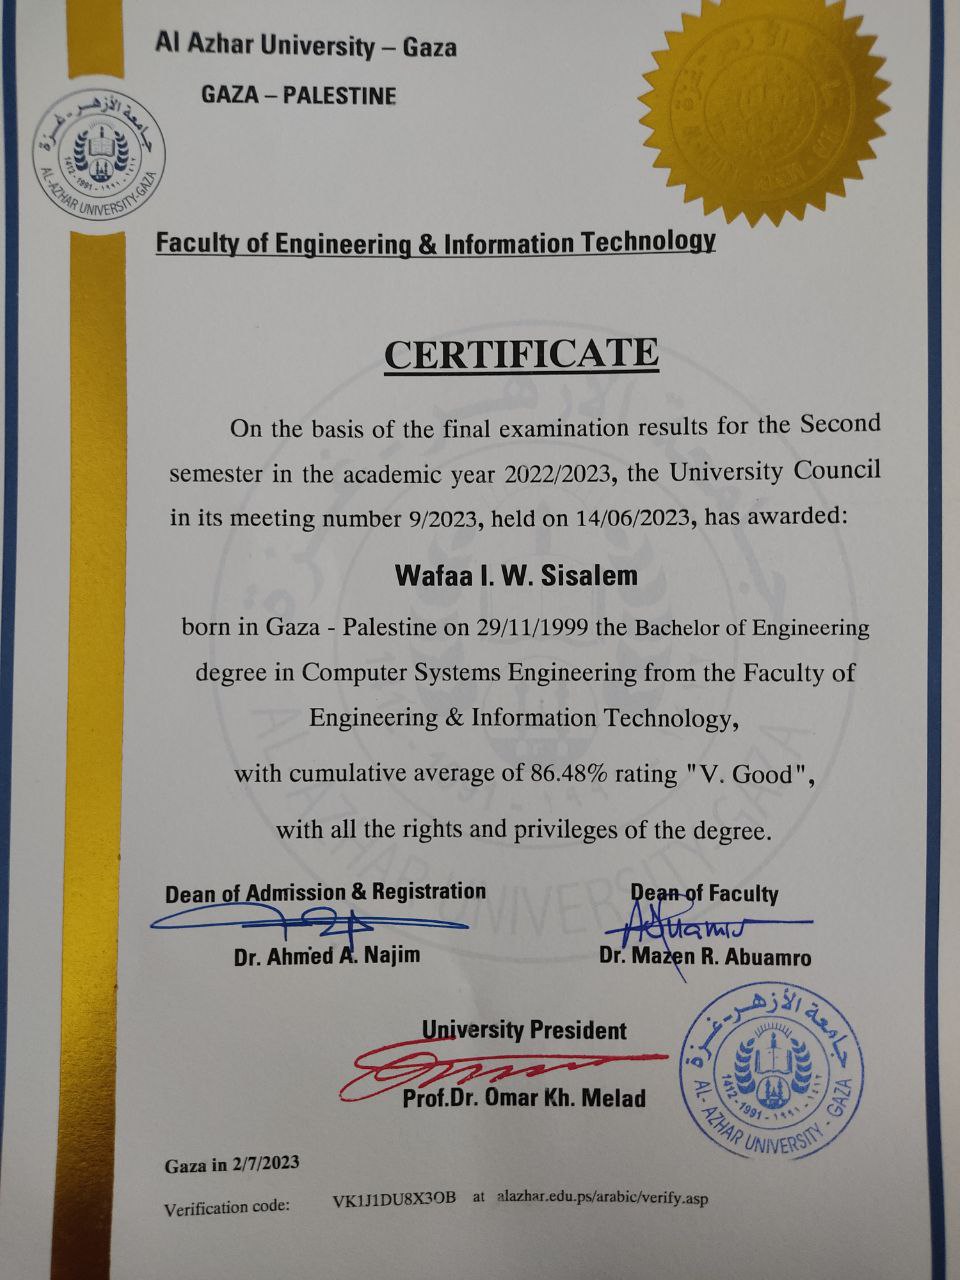 Al Azhar University – Gaza
GAZA – PALESTINE
جامعة الأزهر - غزة
1412 - 1991 - ١٩٩١ - ١٤١٢
AL-AZHAR UNIVERSITY-GAZA
Faculty of Engineering & Information Technology
CERTIFICATE
On the basis of the final examination results for the Second
semester in the academic year 2022/2023, the University Council
in its meeting number 9/2023, held on 14/06/2023, has awarded:
Wafaa I. W. Sisalem
born in Gaza - Palestine on 29/11/1999 the Bachelor of Engineering
degree in Computer Systems Engineering from the Faculty of
Engineering & Information Technology,
with cumulative average of 86.48% rating "V. Good",
with all the rights and privileges of the degree.
Dean of Admission & Registration
Dr. Ahmed A. Najim
Dean of Faculty
Dr. Mazen R. Abuamro
University President
Prof.Dr. Omar Kh. Melad
جامعة الأزهر - غزة
1412 - 1991 - ١٩٩١ - ١٤١٢
AL- AZHAR UNIVERSITY - GAZA
Gaza in 2/7/2023
Verification code: VK1J1DU8X3OB at alazhar.edu.ps/arabic/verify.asp